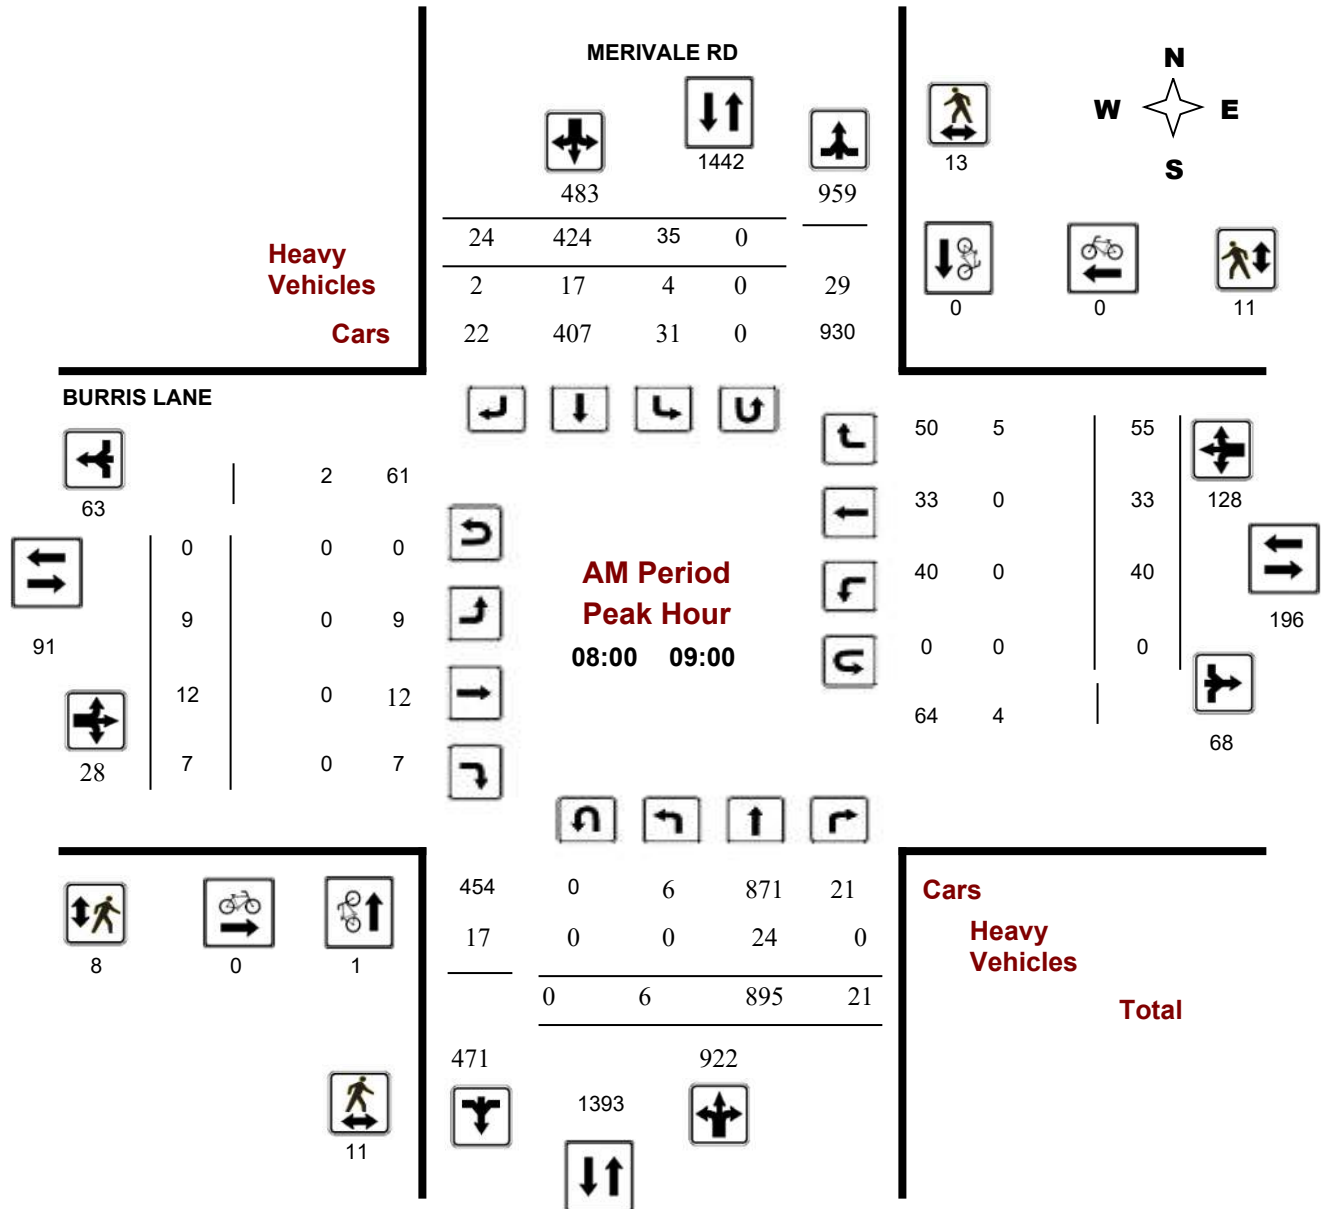 MERIVALE RD
N
W E
S
1442
13
483 959
24 424 35 0
Heavy
Vehicles 2 17 4 0 29
Cars 22 407 31 0 930
0 0 11
BURRIS LANE
50 5 55
2 61
63
33 0 33 128
0 0 0
AM Period
40 0 40
Peak Hour
9 0 9
196
91
08:00 09:00
0 0 0
12 0 12
64 4
68
28 7 0 7
454 0 6 871 21 Cars
17 0 0 24 0 Heavy
Vehicles
8 0 1
0 6 895 21 Total
471 922
1393
11